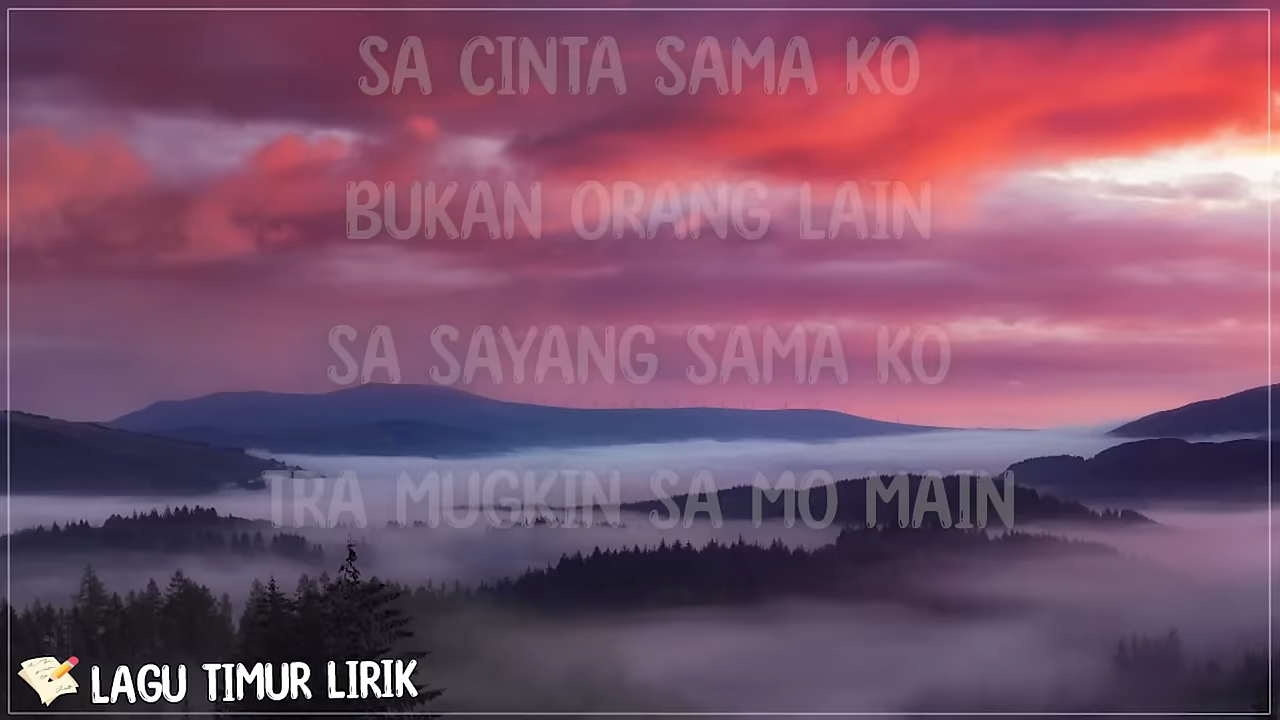 SA CINTA SAMA KO
BUKAN ORANG LAIN
SA SAYANG SAMA KO
TRA MUGKIN SA MO MAIN
LAGU TIMUR LIRIK